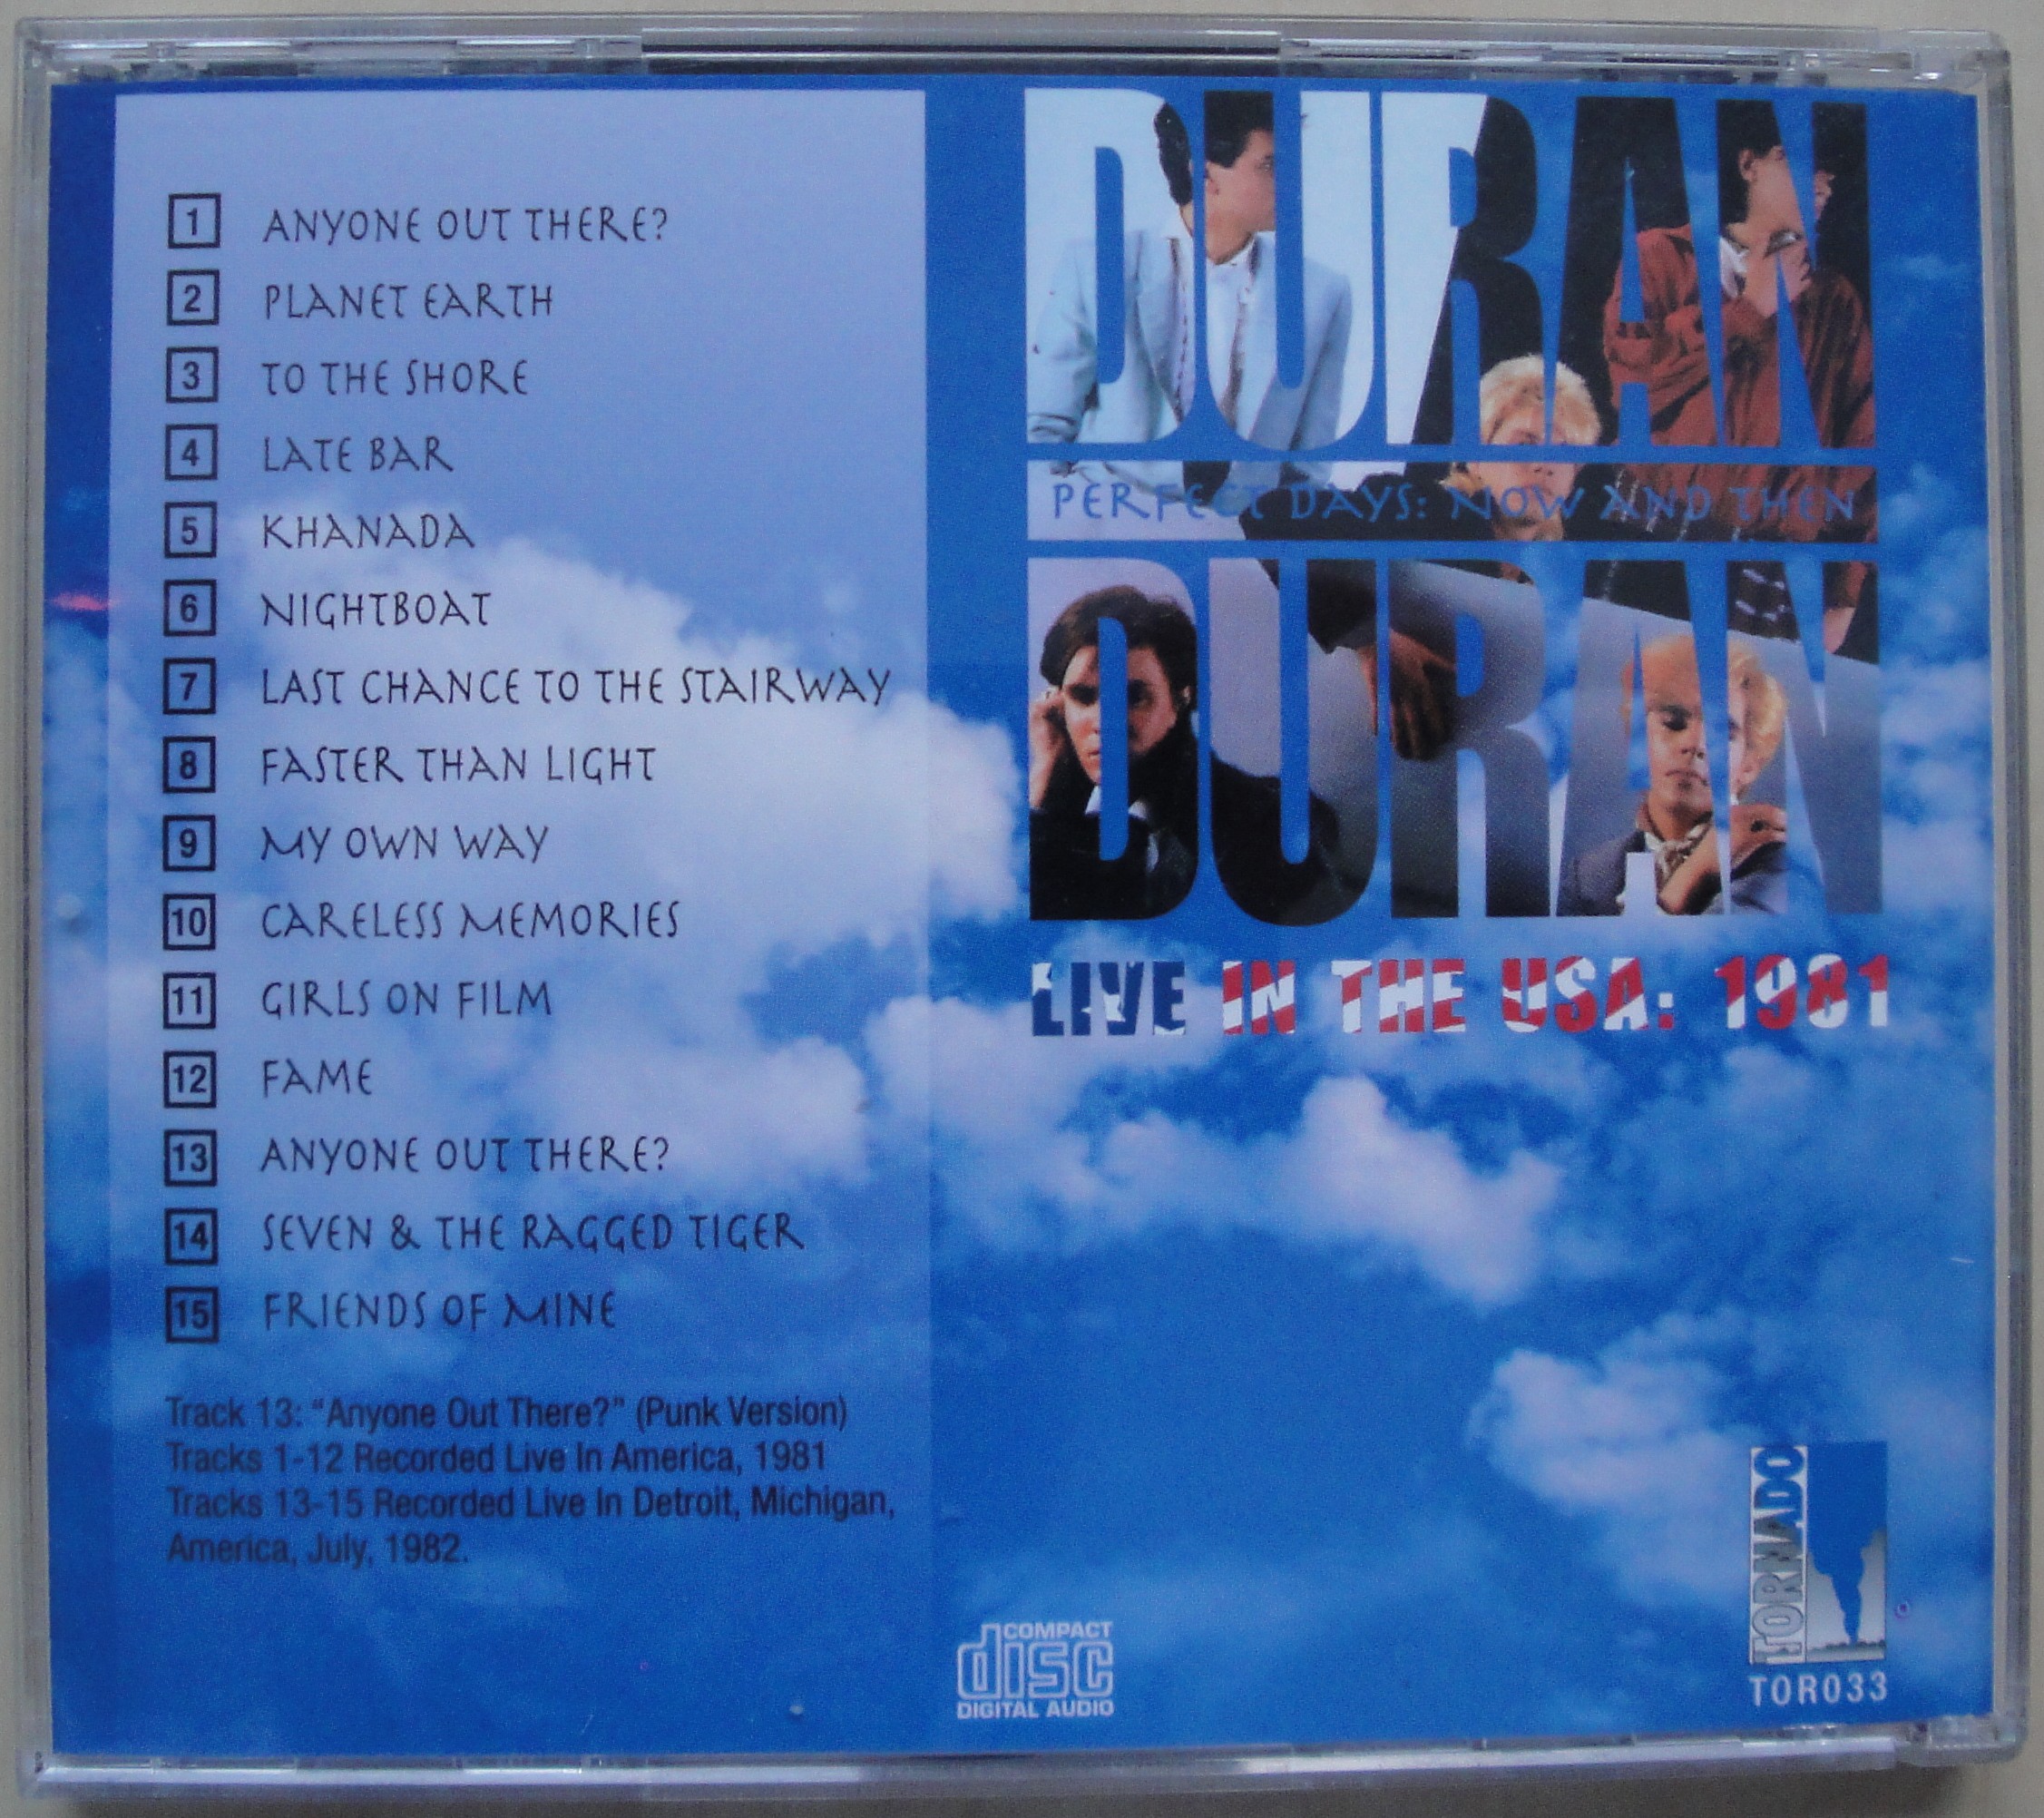 1 ANYONE OUT THERE?
2 PLANET EARTH
3 TO THE SHORE
4 LATE BAR
5 KHANADA
6 NIGHTBOAT
7 LAST CHANCE TO THE STAIRWAY
8 FASTER THAN LIGHT
9 MY OWN WAY
10 CARELESS MEMORIES
11 GIRLS ON FILM
12 FAME
13 ANYONE OUT THERE?
14 SEVEN & THE RAGGED TIGER
15 FRIENDS OF MINE
Track 13: “Anyone Out There?” (Punk Version)
Tracks 1-12 Recorded Live In America, 1981
Tracks 13-15 Recorded Live In Detroit, Michigan,
America, July, 1982.
DURAN
PERFECT DAYS: NOW AND THEN
DURAN
LIVE IN THE USA: 1981
COMPACT
disc
DIGITAL AUDIO
TORNADO
TOR033